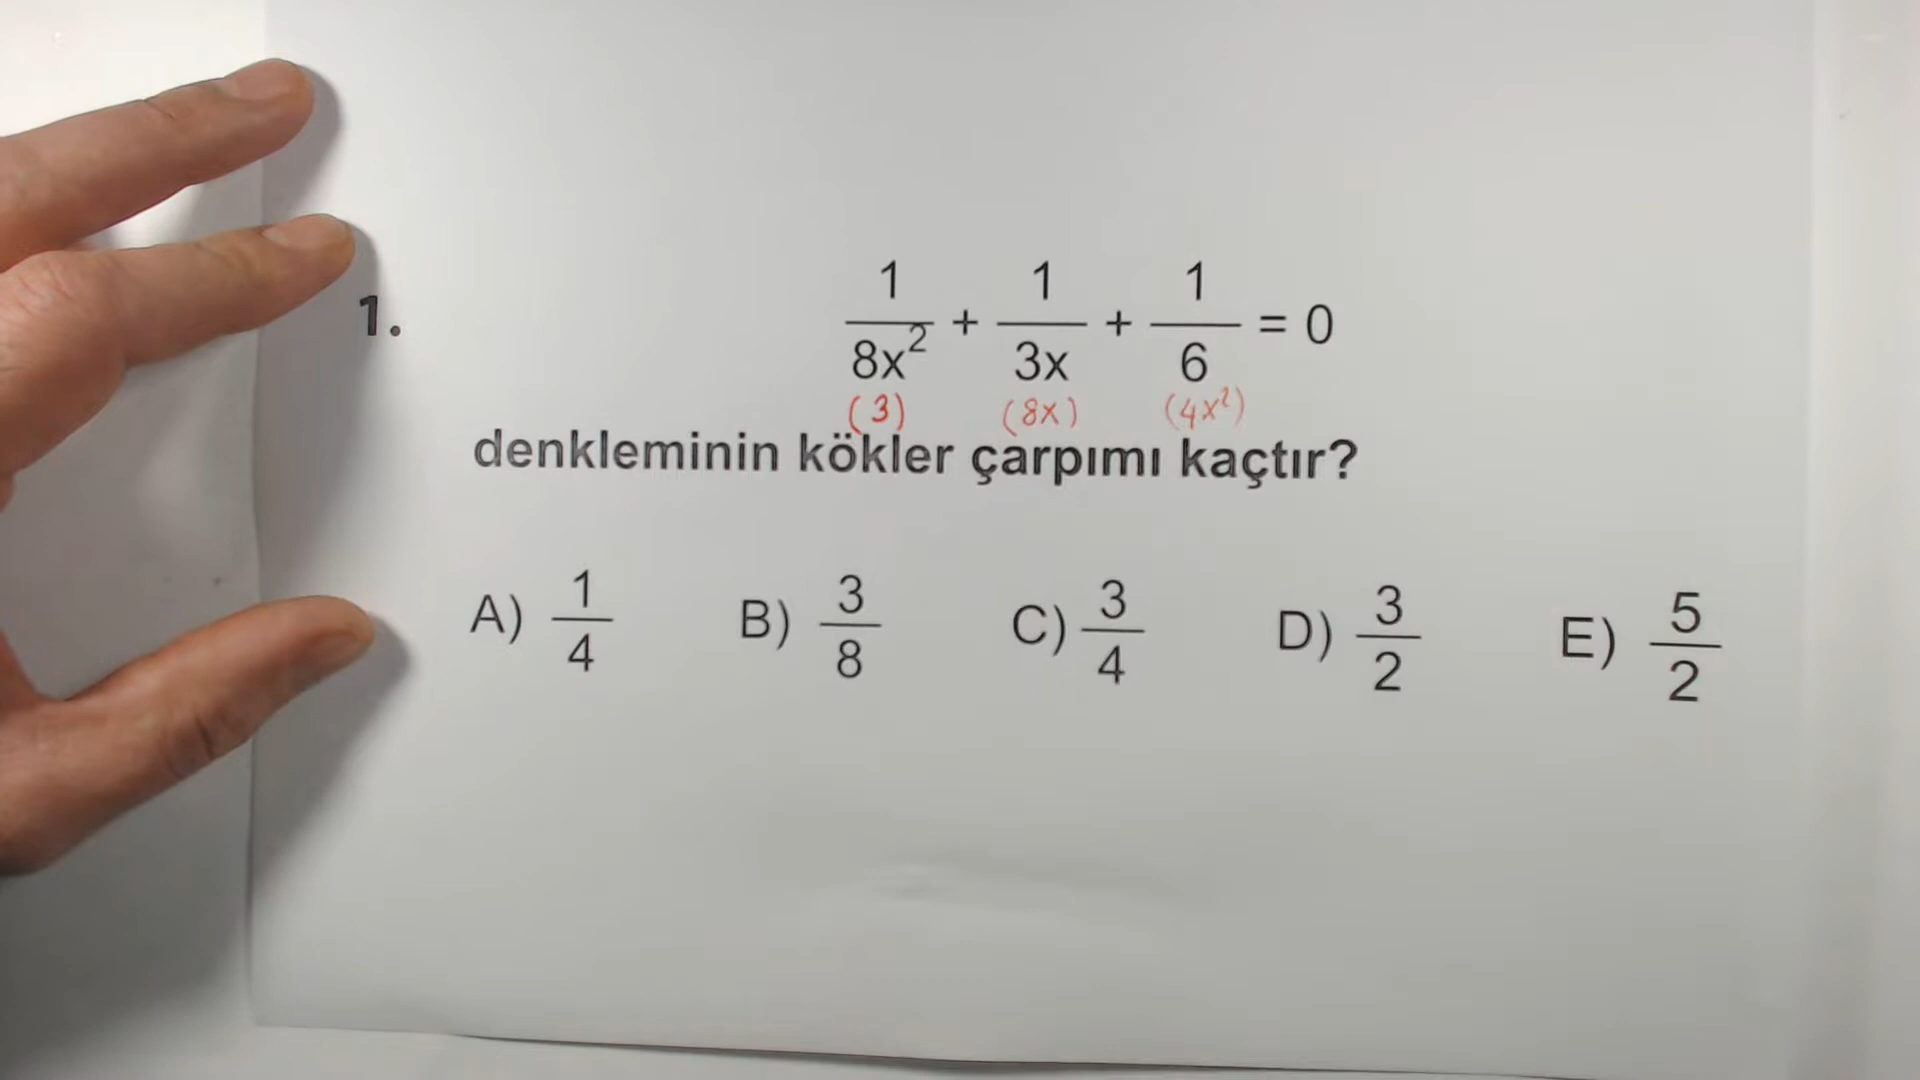 1. 1/8x² + 1/3x + 1/6 = 0
(3) (8x) (4x²)
denkleminin kökler çarpımı kaçtır?
A) 1/4 B) 3/8 C) 3/4 D) 3/2 E) 5/2